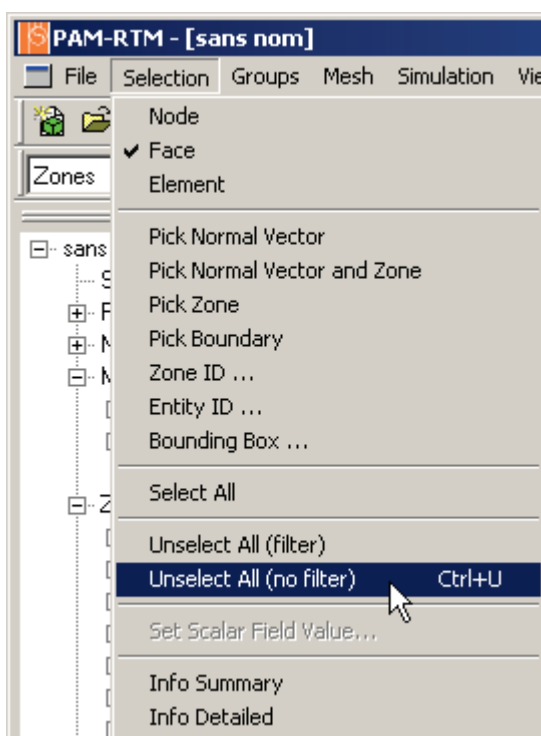 PAM-RTM - [sans nom]
File Selection Groups Mesh Simulation
Zones
sans
Node
Face
Element
Pick Normal Vector
Pick Normal Vector and Zone
Pick Zone
Pick Boundary
Zone ID ...
Entity ID ...
Bounding Box ...
Select All
Unselect All (filter)
Unselect All (no filter) Ctrl+U
Set Scalar Field Value...
Info Summary
Info Detailed